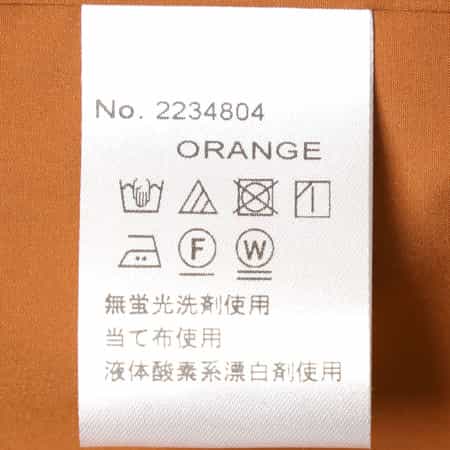 No. 2234804
ORANGE
F W
無蛍光洗剤使用
当て布使用
液体酸素系漂白剤使用